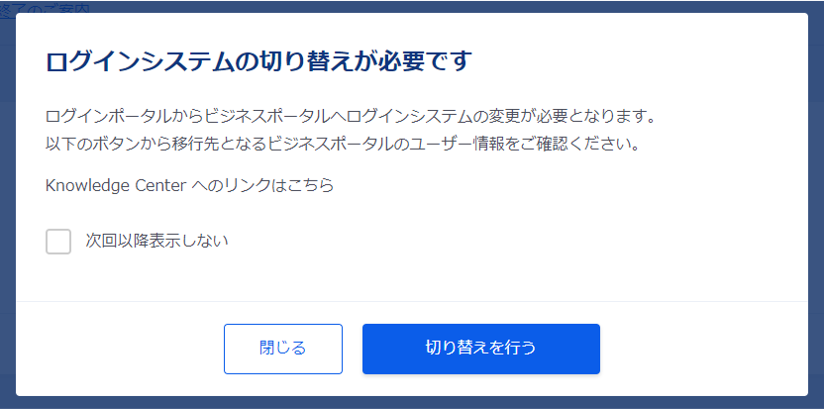 終了のご案内
ログインシステムの切り替えが必要です
ログインポータルからビジネスポータルへログインシステムの変更が必要となります。
以下のボタンから移行先となるビジネスポータルのユーザー情報をご確認ください。
Knowledge Center へのリンクはこちら
次回以降表示しない
閉じる
切り替えを行う